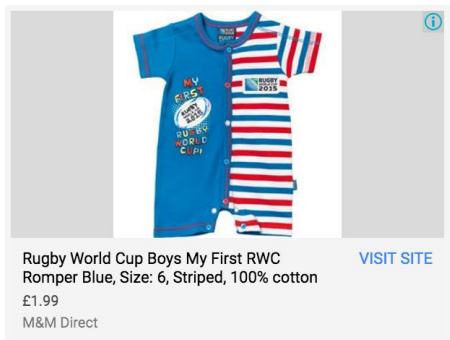 MY
FIRST
RUGBY
WORLD
CUP!
RUGBY
WORLD CUP
2015
Rugby World Cup Boys My First RWC
Romper Blue, Size: 6, Striped, 100% cotton
VISIT SITE
£1.99
M&M Direct